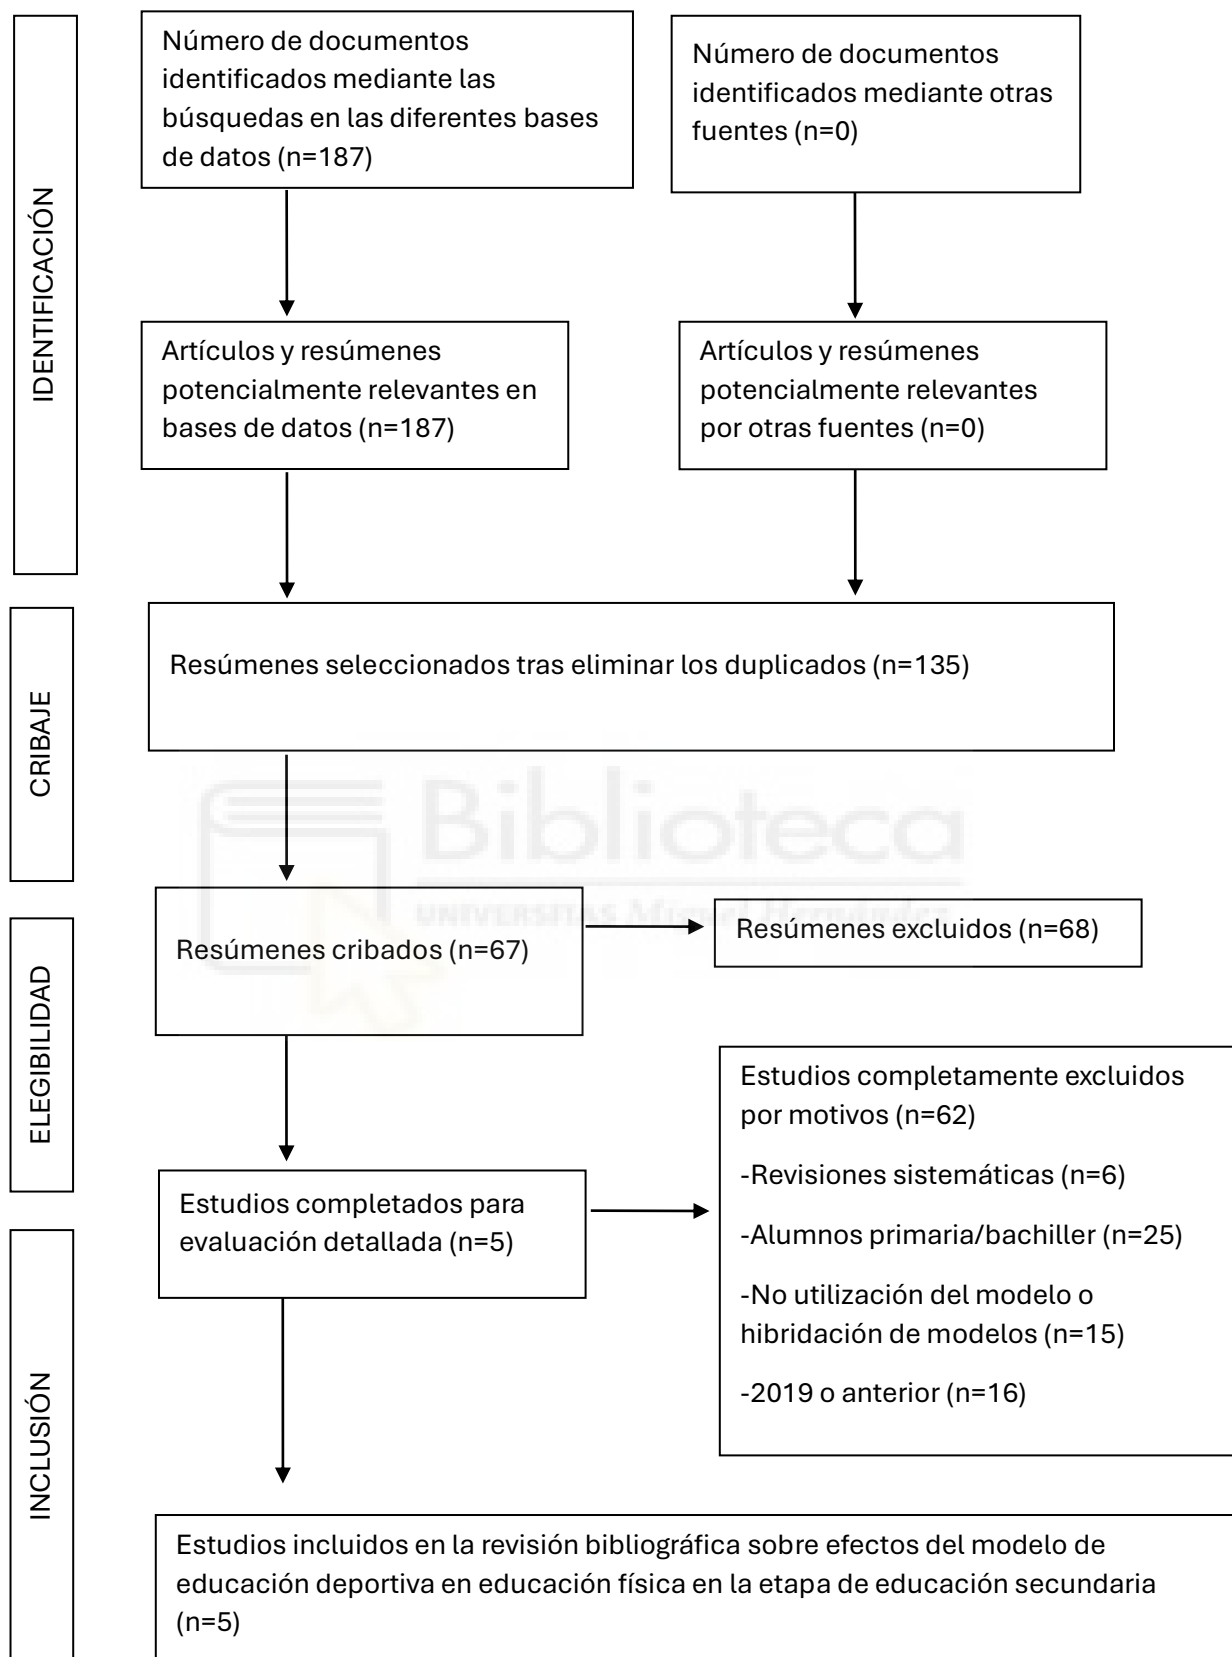 IDENTIFICACIÓN
Número de documentos
identificados mediante las
búsquedas en las diferentes bases
de datos (n=187)
Número de documentos
identificados mediante otras
fuentes (n=0)
Artículos y resúmenes
potencialmente relevantes en
bases de datos (n=187)
Artículos y resúmenes
potencialmente relevantes
por otras fuentes (n=0)
CRIBAJE
Resúmenes seleccionados tras eliminar los duplicados (n=135)
Biblioteca
UNIVERSITAS Miguel Hernández
ELEGIBILIDAD
Resúmenes cribados (n=67)
Resúmenes excluidos (n=68)
Estudios completados para
evaluación detallada (n=5)
Estudios completamente excluidos
por motivos (n=62)
-Revisiones sistemáticas (n=6)
-Alumnos primaria/bachiller (n=25)
-No utilización del modelo o
hibridación de modelos (n=15)
-2019 o anterior (n=16)
INCLUSIÓN
Estudios incluidos en la revisión bibliográfica sobre efectos del modelo de
educación deportiva en educación física en la etapa de educación secundaria
(n=5)